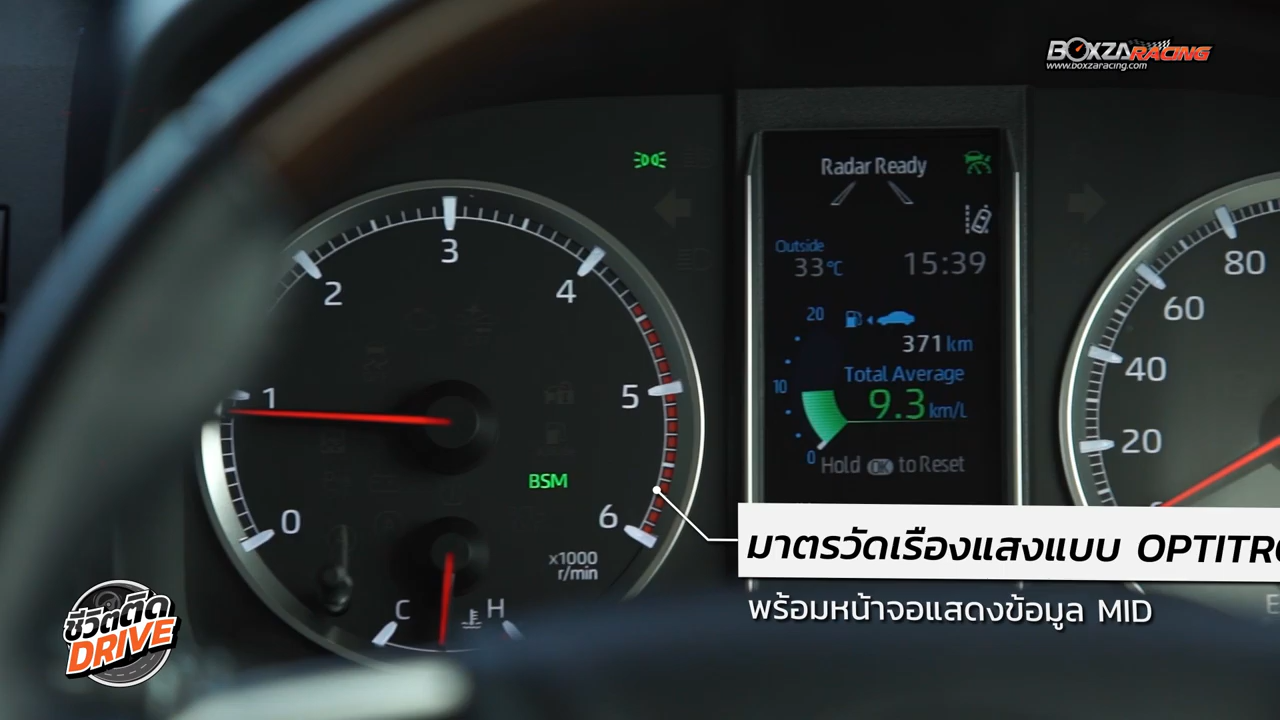 BOXZA RACING
www.boxzaracing.com
Radar Ready
Outside
33°C
15:39
20
371 km
Total Average
10
9.3 km/L
0
Hold OK to Reset
0
1
2
3
4
5
6
BSM
x1000
r/min
C
H
80
60
40
20
E
มาตรวัดเรืองแสงแบบ OPTITR
พร้อมหน้าจอแสดงข้อมูล MID
ชีวิตติด
DRIVE